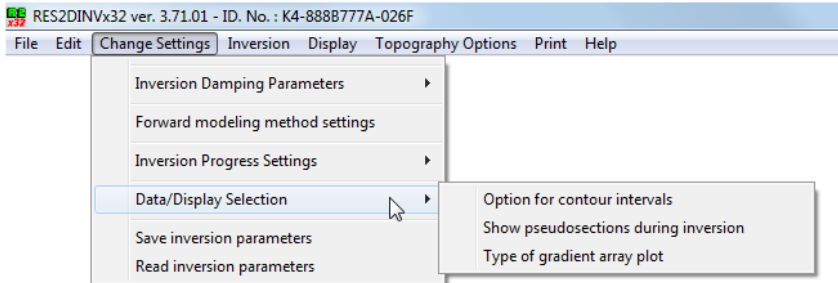 RES2DINVx32 ver. 3.71.01 - ID. No. : K4-888B777A-026F
File Edit Change Settings Inversion Display Topography Options Print Help
Inversion Damping Parameters
Forward modeling method settings
Inversion Progress Settings
Data/Display Selection
Option for contour intervals
Show pseudosections during inversion
Type of gradient array plot
Save inversion parameters
Read inversion parameters